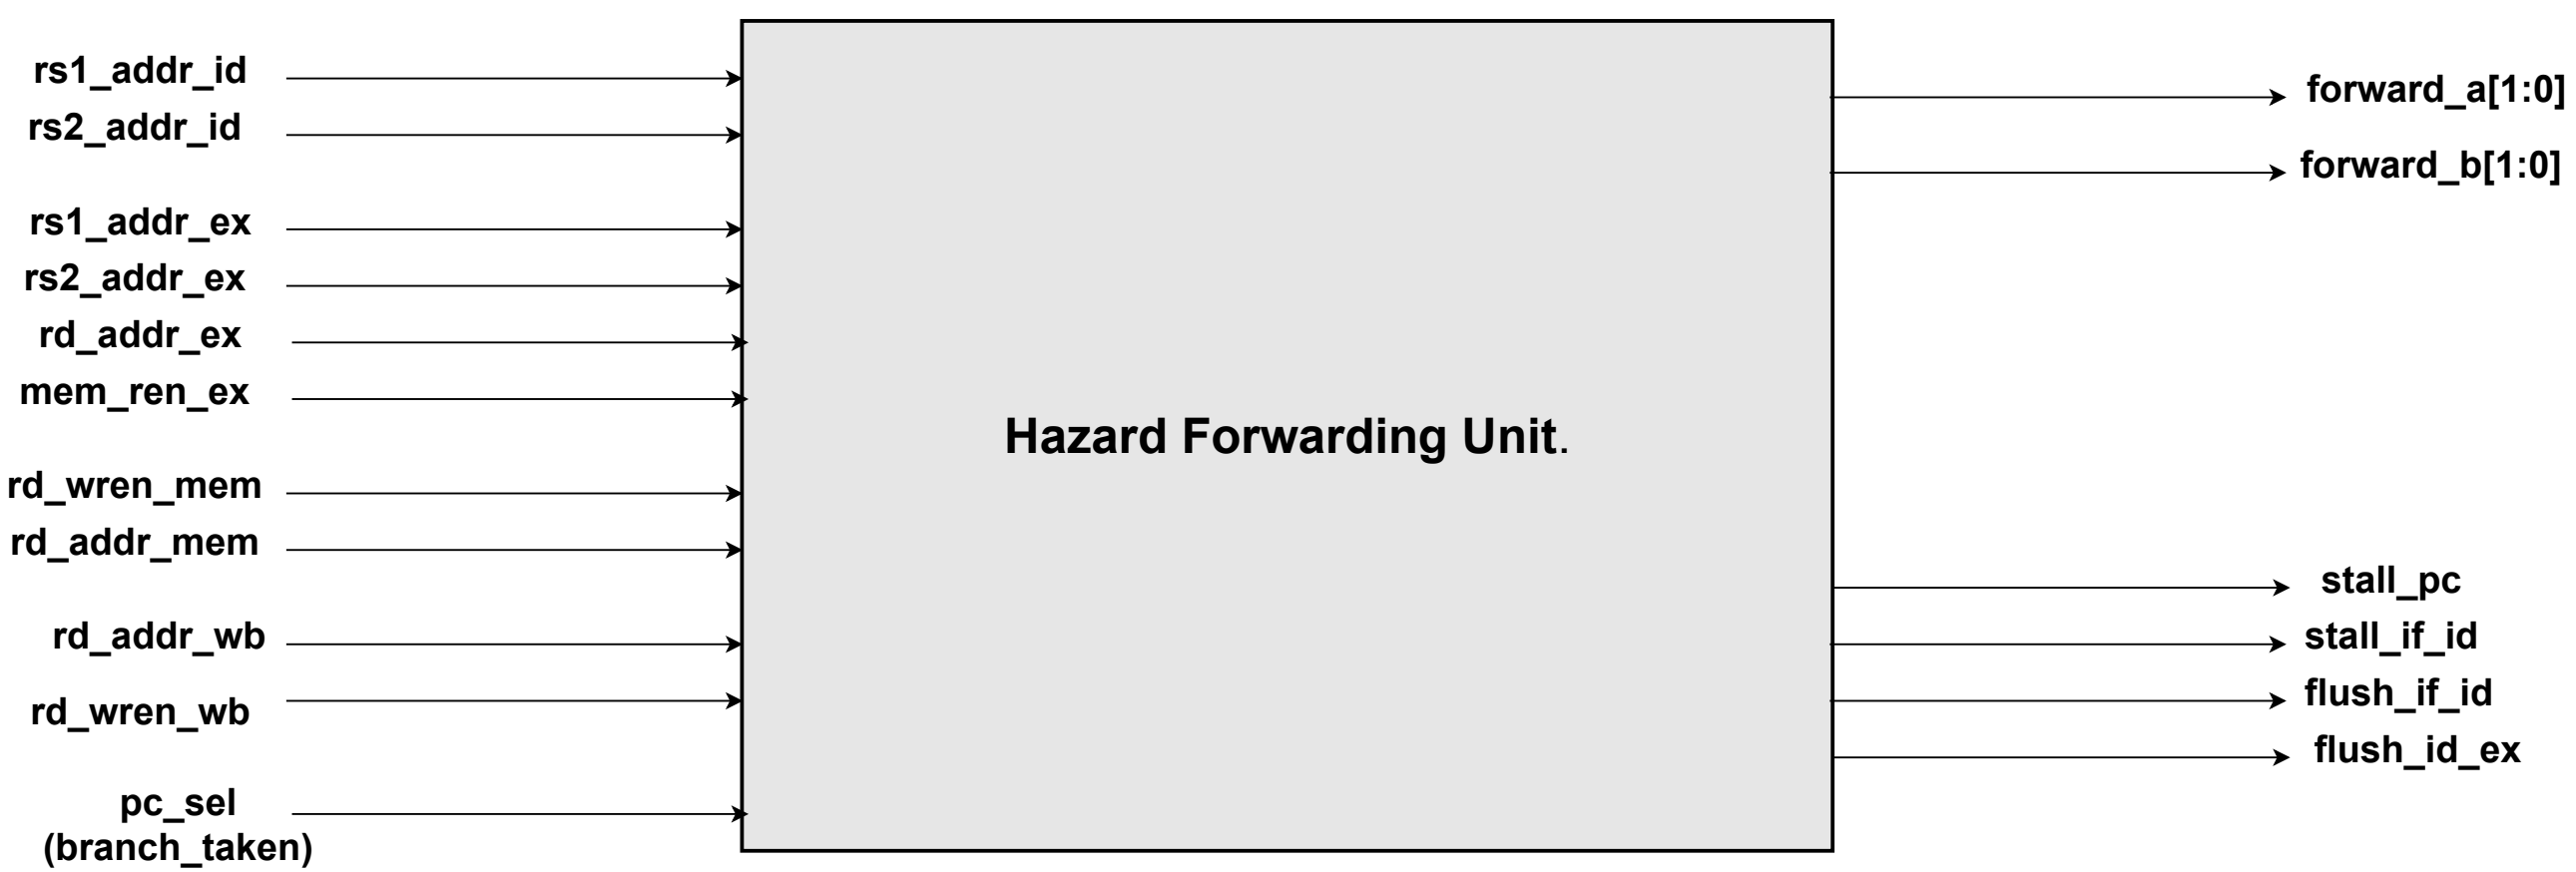 rs1_addr_id
rs2_addr_id
rs1_addr_ex
rs2_addr_ex
rd_addr_ex
mem_ren_ex
rd_wren_mem
rd_addr_mem
rd_addr_wb
rd_wren_wb
pc_sel
(branch_taken)
Hazard Forwarding Unit.
forward_a[1:0]
forward_b[1:0]
stall_pc
stall_if_id
flush_if_id
flush_id_ex